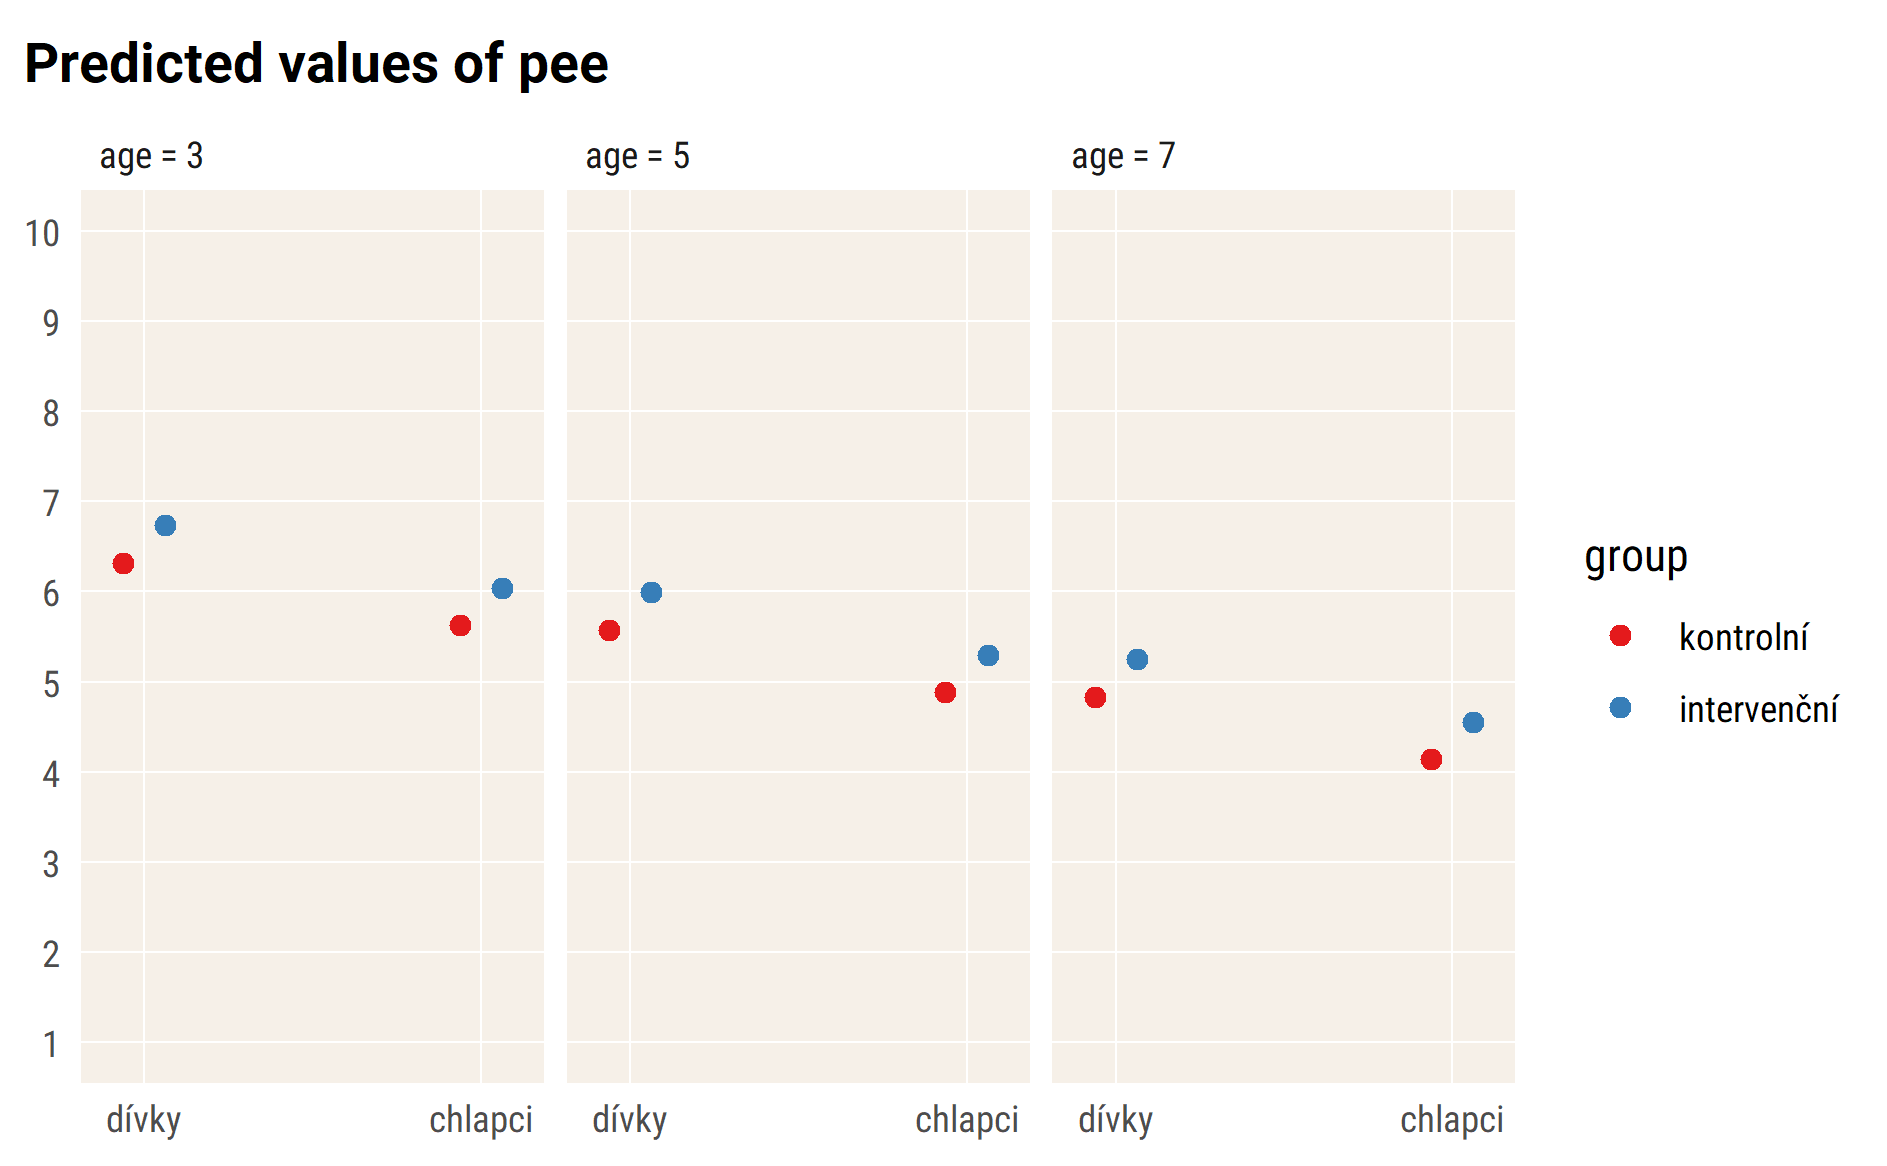 Predicted values of pee
age = 3
age = 5
age = 7
10
9
8
7
6
5
4
3
2
1
dívky
chlapci
dívky
chlapci
dívky
chlapci
group
kontrolní
intervenční